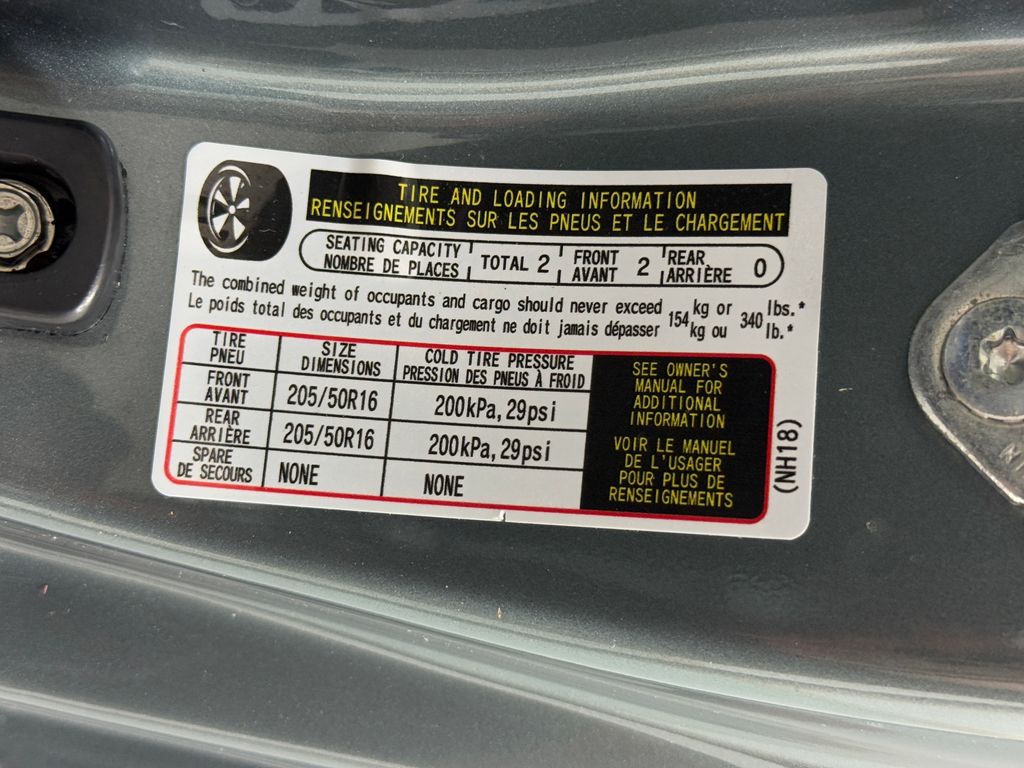 TIRE AND LOADING INFORMATION
RENSEIGNEMENTS SUR LES PNEUS ET LE CHARGEMENT
SEATING CAPACITY TOTAL 2 FRONT 2 REAR 0
NOMBRE DE PLACES AVANT ARRIÈRE
The combined weight of occupants and cargo should never exceed 154 kg or 340 lbs.*
Le poids total des occupants et du chargement ne doit jamais dépasser kg ou lb.*
TIRE SIZE COLD TIRE PRESSURE
PNEU DIMENSIONS PRESSION DES PNEUS À FROID
FRONT
AVANT 205/50R16 200kPa, 29psi
REAR
ARRIÈRE 205/50R16 200kPa, 29psi
SPARE
DE SECOURS NONE NONE
SEE OWNER'S
MANUAL FOR
ADDITIONAL
INFORMATION
VOIR LE MANUEL
DE L'USAGER
POUR PLUS DE
RENSEIGNEMENTS
(NH18)